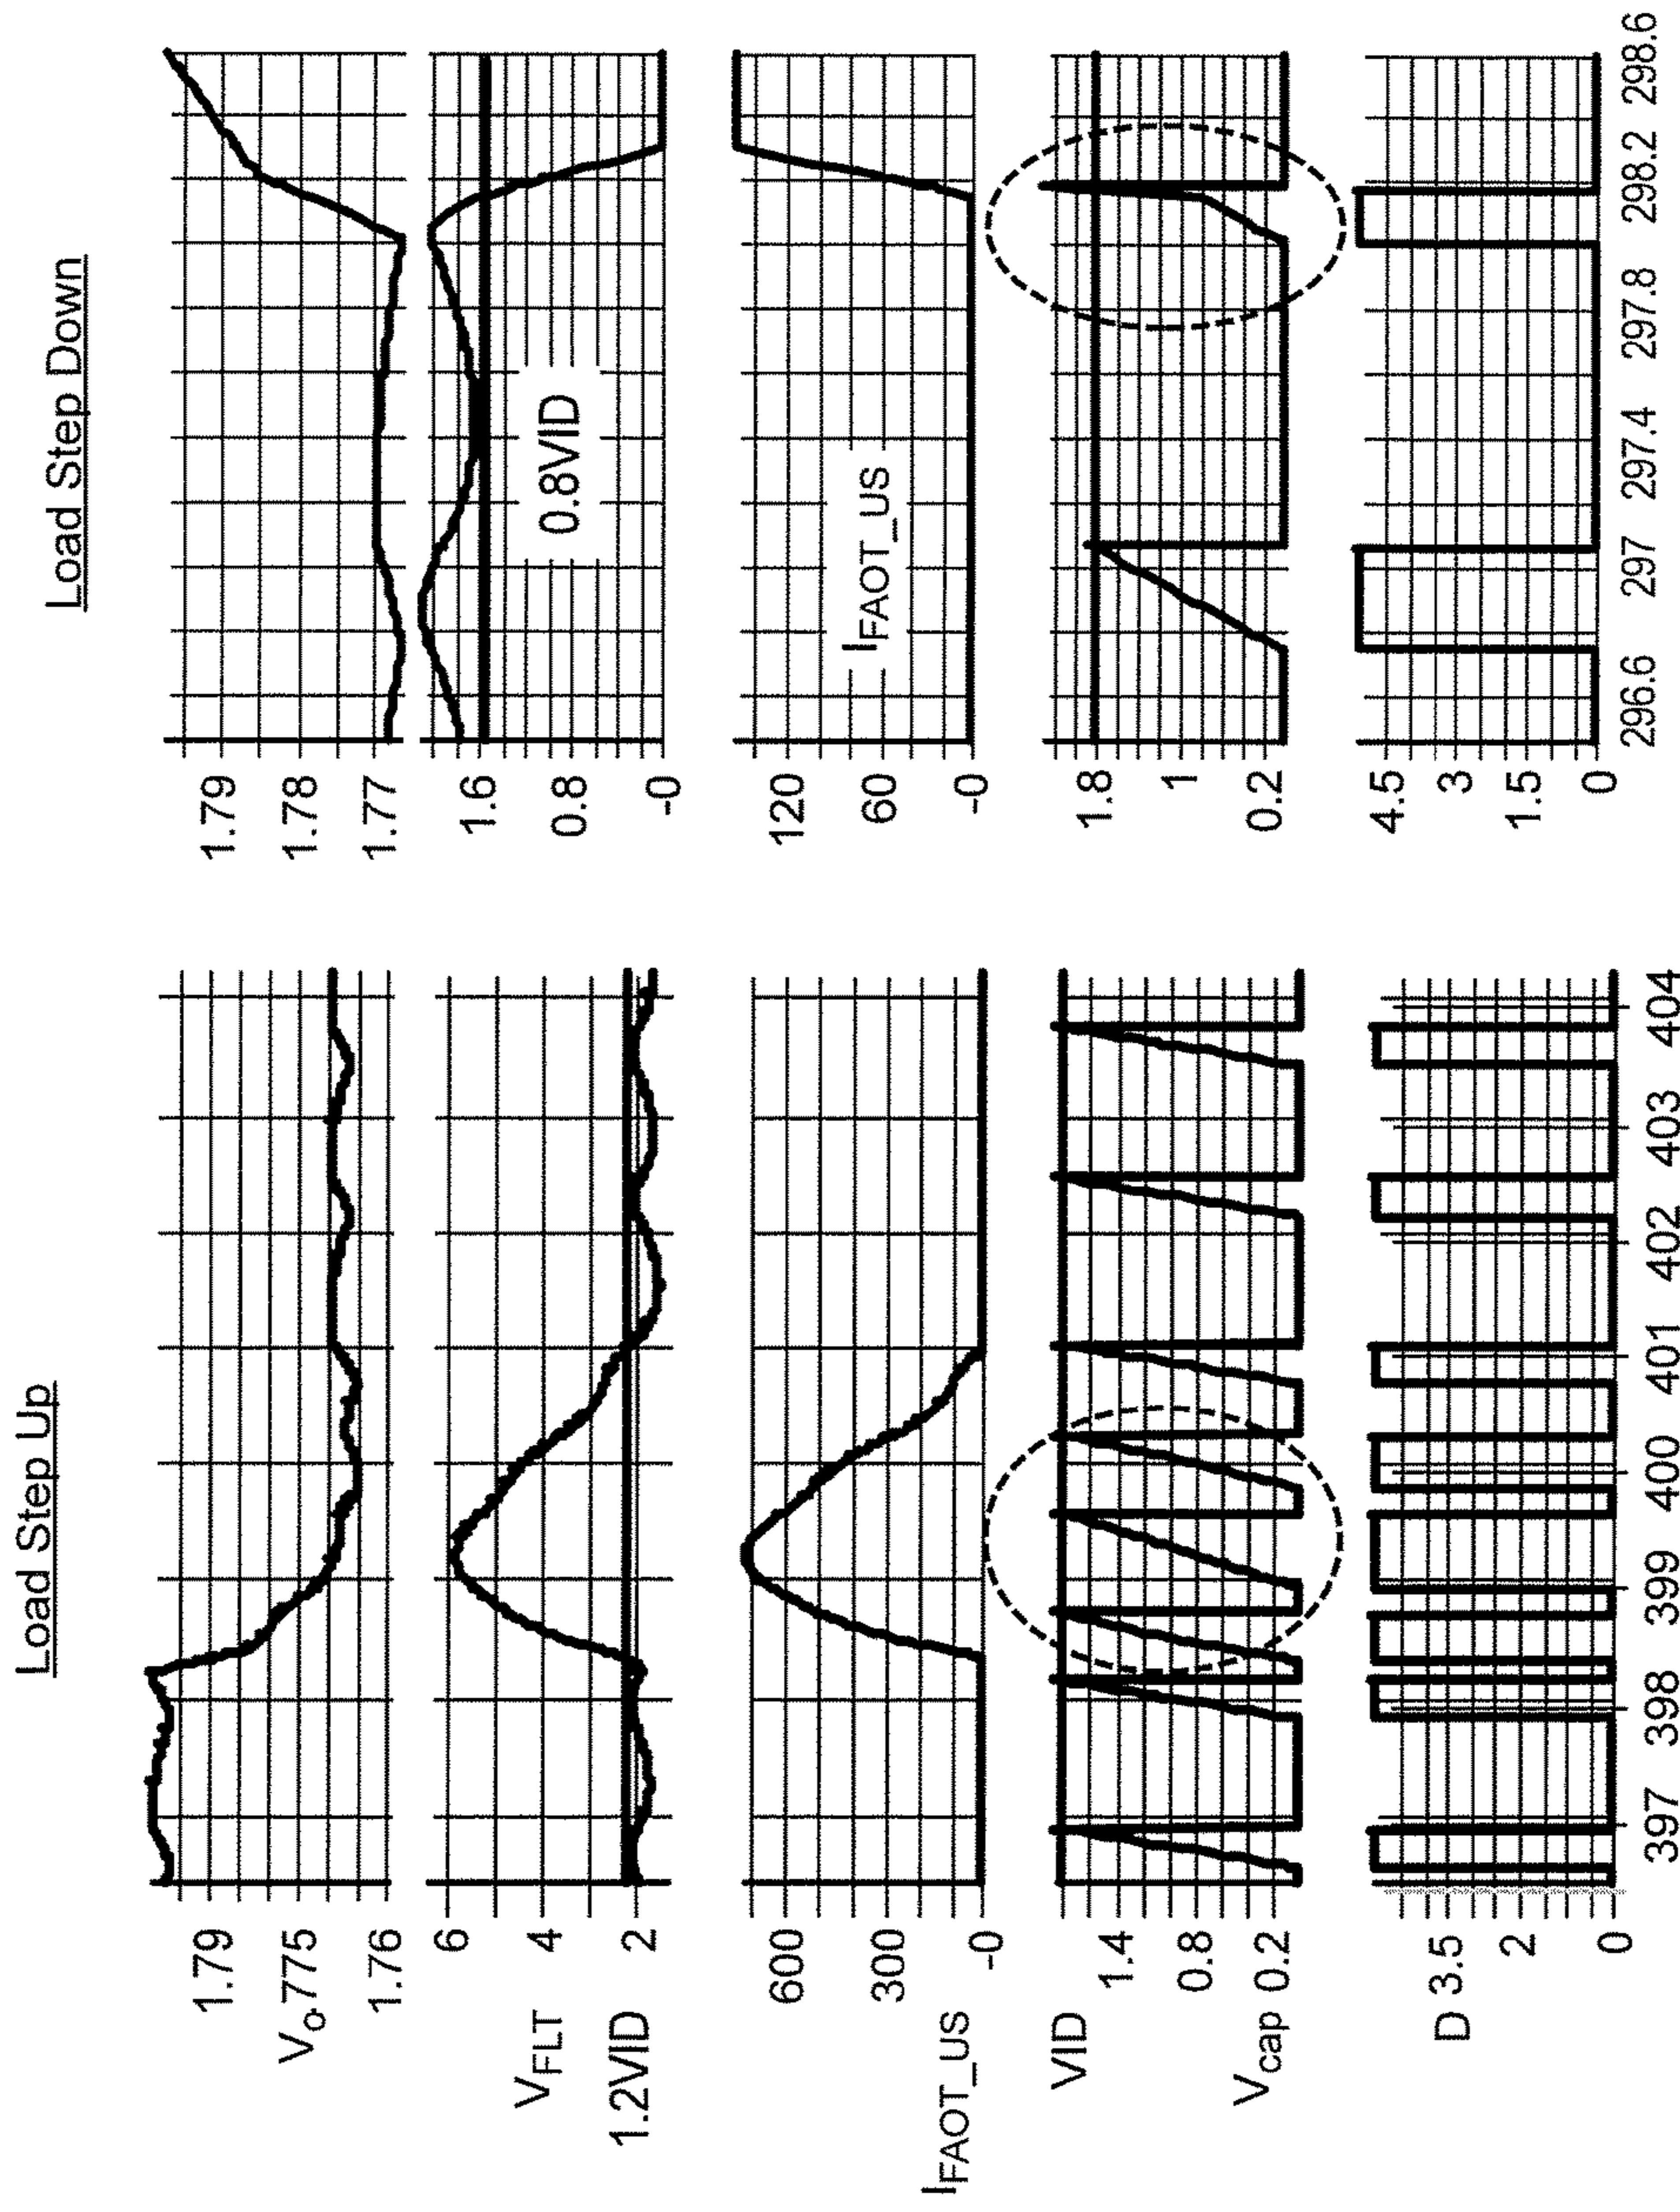 Load Step Up
1.79
Vo.775
1.76
6
VFLT 4
1.2VID 2
600
300
IFAOT_US -0
VID
1.4
0.8
Vcap 0.2
D 3.5
2
0
397 398 399 400 401 402 403 404
Load Step Down
1.79
1.78
1.77
1.6
0.8
-0
0.8VID
120
60
-0
IFAOT_US
1.8
1
0.2
4.5
3
1.5
0
296.6 297 297.4 297.8 298.2 298.6